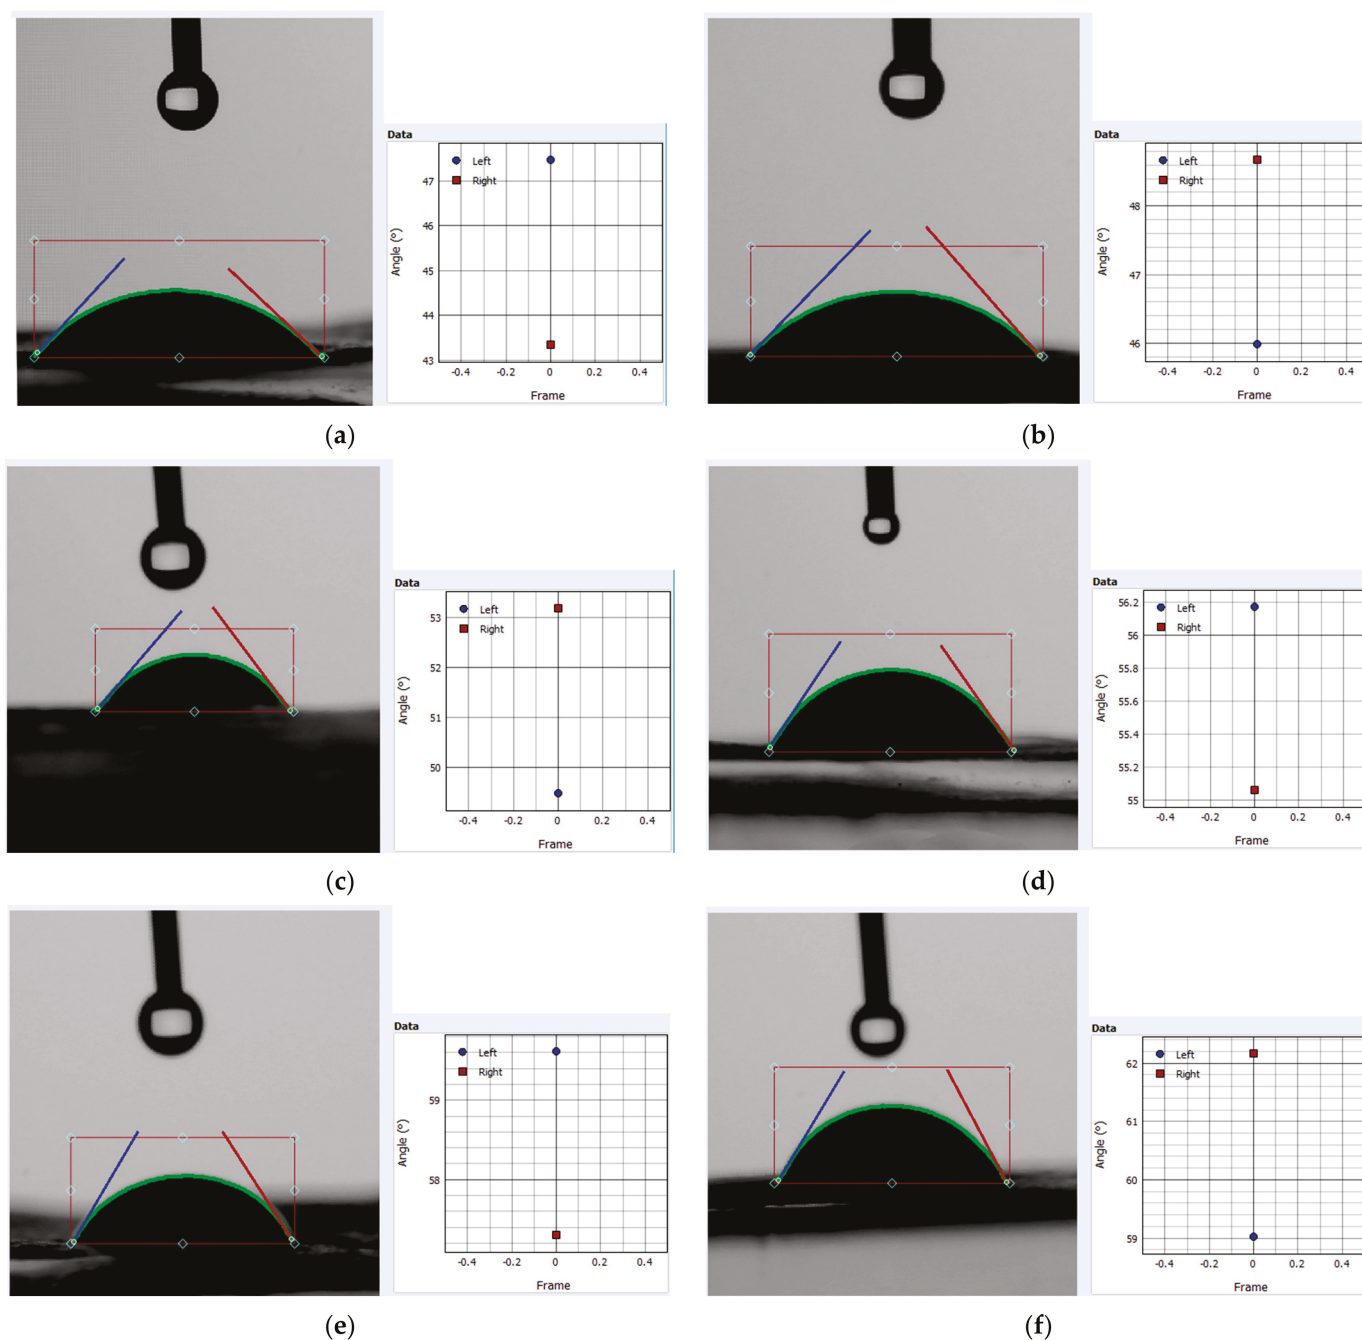 Data
Left
Right
47
46
45
44
43
Angle (°)
-0.4 -0.2 0 0.2 0.4
Frame
(a)
Data
Left
Right
48
47
46
Angle (°)
-0.4 -0.2 0 0.2 0.4
Frame
(b)
Data
Left
Right
53
52
51
50
Angle (°)
-0.4 -0.2 0 0.2 0.4
Frame
(c)
Data
Left
Right
56.2
56
55.8
55.6
55.4
55.2
55
Angle (°)
-0.4 -0.2 0 0.2 0.4
Frame
(d)
Data
Left
Right
59
58
Angle (°)
-0.4 -0.2 0 0.2 0.4
Frame
(e)
Data
Left
Right
62
61
60
59
Angle (°)
-0.4 -0.2 0 0.2 0.4
Frame
(f)